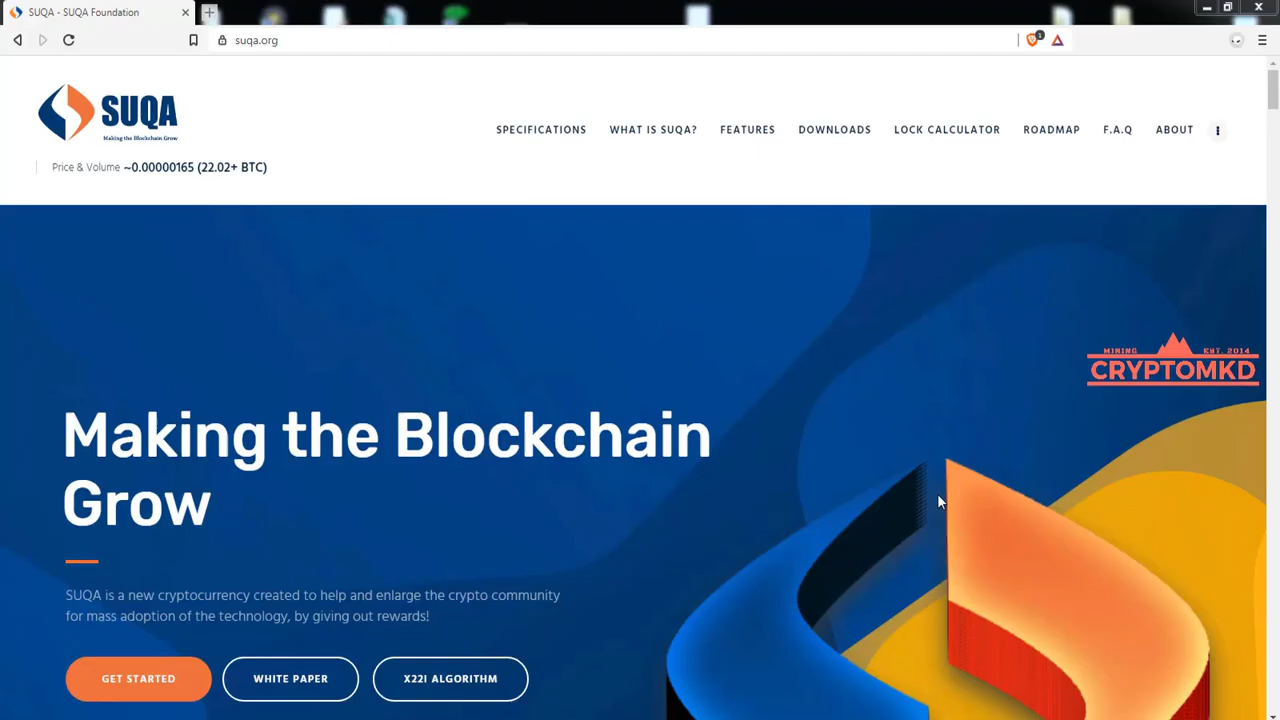 SUQA - SUQA Foundation
suqa.org
1
SUQA
Making the Blockchain Grow
Price & Volume ~0.00000165 (22.02+ BTC)
SPECIFICATIONS WHAT IS SUQA? FEATURES DOWNLOADS LOCK CALCULATOR ROADMAP F.A.Q ABOUT
MINING EST. 2014
CRYPTOMKD
Making the Blockchain
Grow
SUQA is a new cryptocurrency created to help and enlarge the crypto community
for mass adoption of the technology, by giving out rewards!
GET STARTED WHITE PAPER X22I ALGORITHM